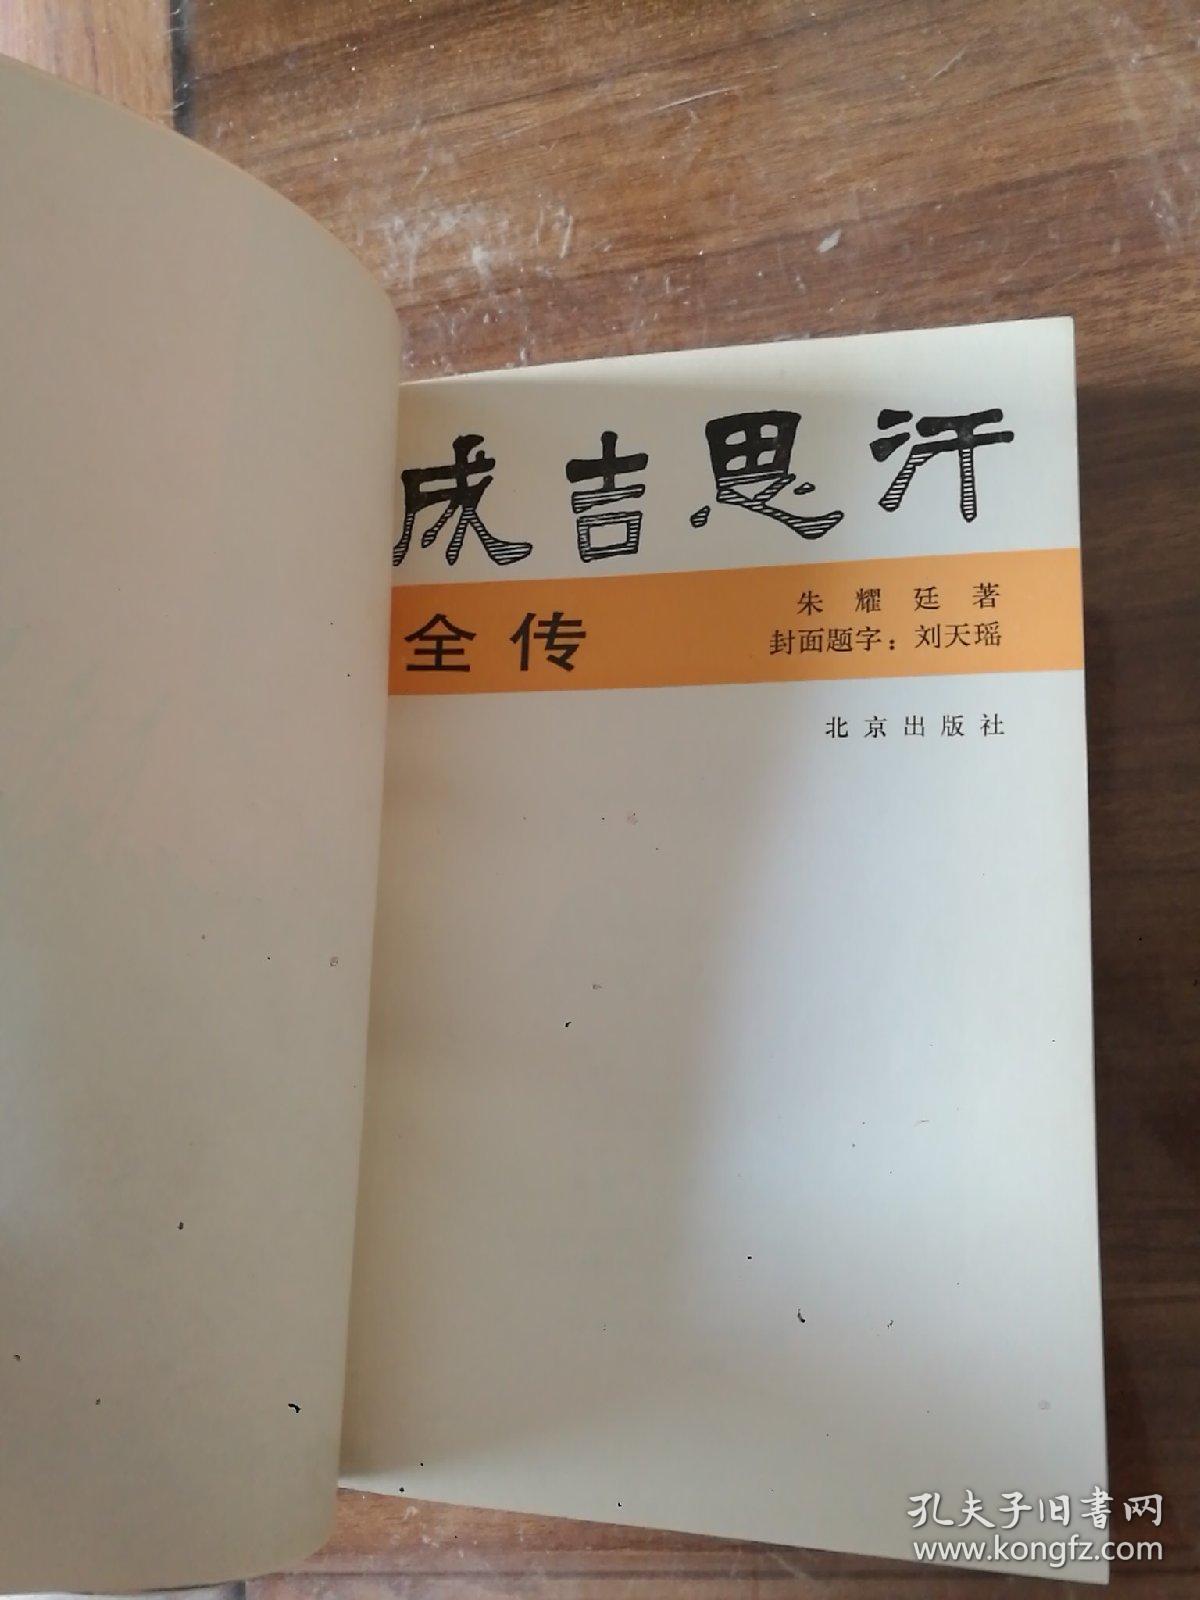 成吉思汗
全传
朱耀廷著
封面题字：刘天瑶
北京出版社
孔夫子旧书网
www.kongfz.com